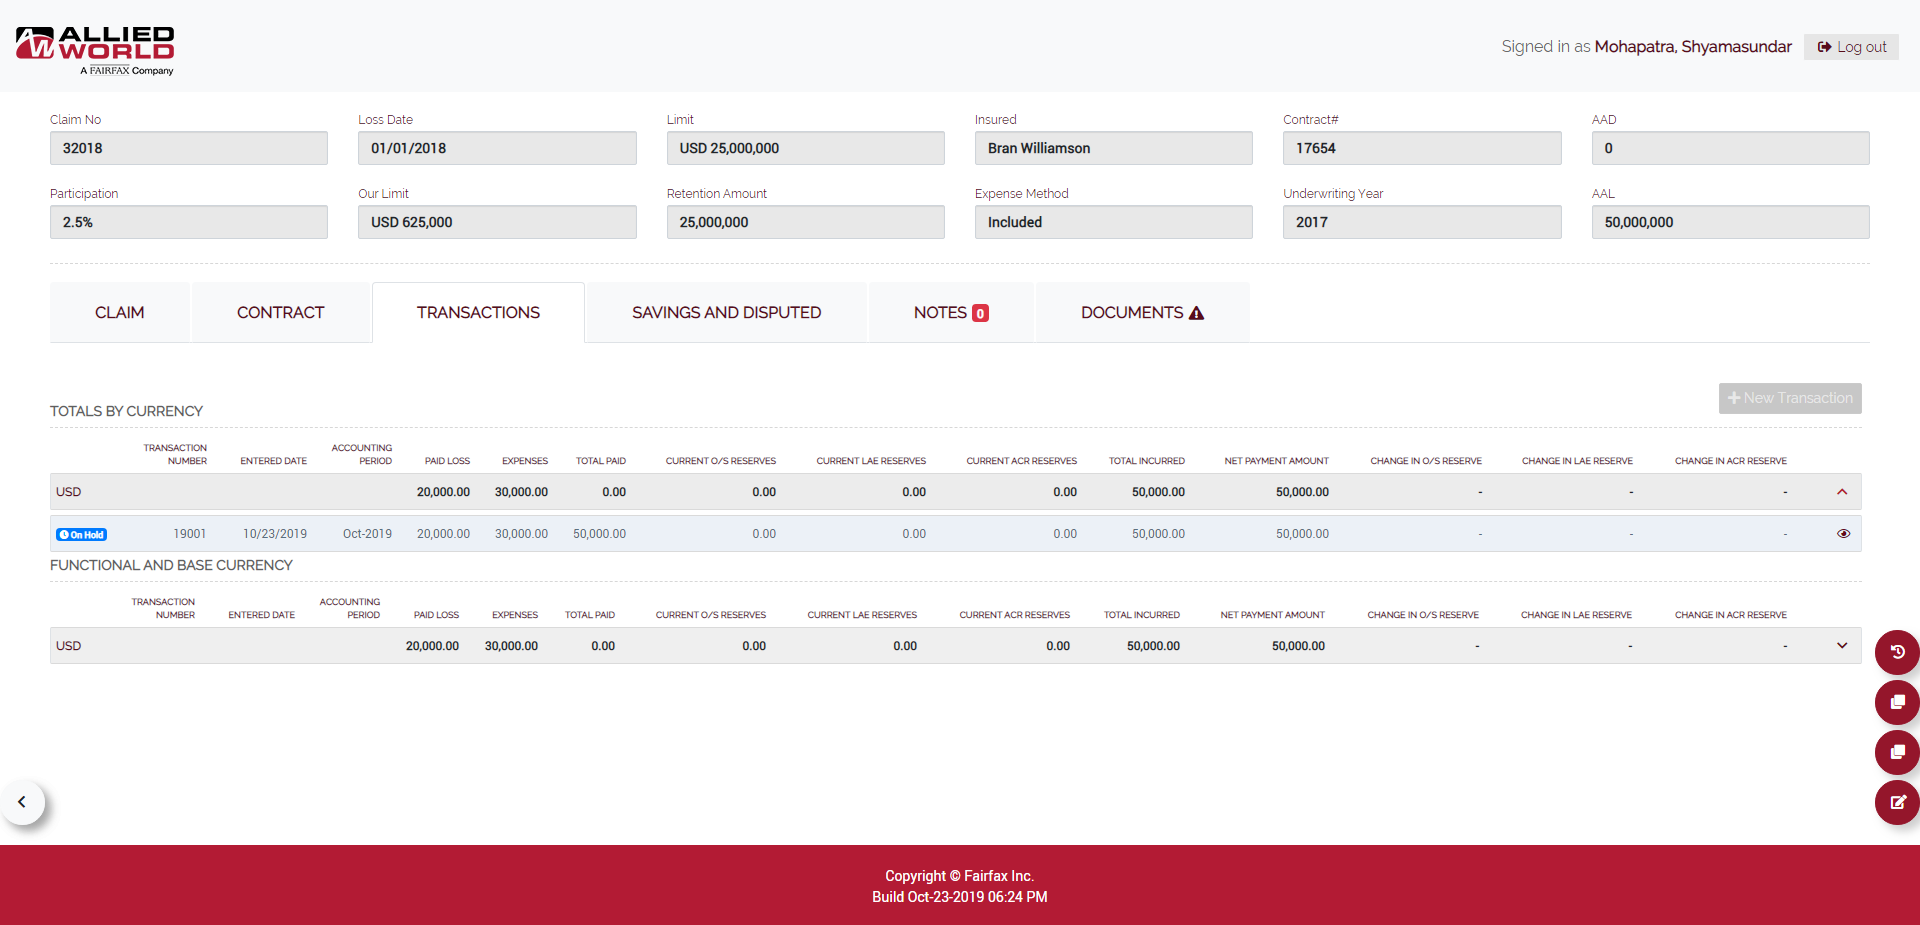 ALLIED
WORLD
A FAIRFAX Company
Signed in as Mohapatra, Shyamasundar Log out
Claim No Loss Date Limit Insured Contract# AAD
32018 01/01/2018 USD 25,000,000 Bran Williamson 17654 0
Participation Our Limit Retention Amount Expense Method Underwriting Year AAL
2.5% USD 625,000 25,000,000 Included 2017 50,000,000
CLAIM CONTRACT TRANSACTIONS SAVINGS AND DISPUTED NOTES 0 DOCUMENTS
New Transaction
TOTALS BY CURRENCY
TRANSACTION NUMBER ENTERED DATE ACCOUNTING PERIOD PAID LOSS EXPENSES TOTAL PAID CURRENT O/S RESERVES CURRENT LAE RESERVES CURRENT ACR RESERVES TOTAL INCURRED NET PAYMENT AMOUNT CHANGE IN O/S RESERVE CHANGE IN LAE RESERVE CHANGE IN ACR RESERVE
USD 20,000.00 30,000.00 0.00 0.00 0.00 0.00 50,000.00 50,000.00 - - -
On Hold 19001 10/23/2019 Oct-2019 20,000.00 30,000.00 50,000.00 0.00 0.00 0.00 50,000.00 50,000.00 - - -
FUNCTIONAL AND BASE CURRENCY
TRANSACTION NUMBER ENTERED DATE ACCOUNTING PERIOD PAID LOSS EXPENSES TOTAL PAID CURRENT O/S RESERVES CURRENT LAE RESERVES CURRENT ACR RESERVES TOTAL INCURRED NET PAYMENT AMOUNT CHANGE IN O/S RESERVE CHANGE IN LAE RESERVE CHANGE IN ACR RESERVE
USD 20,000.00 30,000.00 0.00 0.00 0.00 0.00 50,000.00 50,000.00 - - -
Copyright © Fairfax Inc.
Build Oct-23-2019 06:24 PM